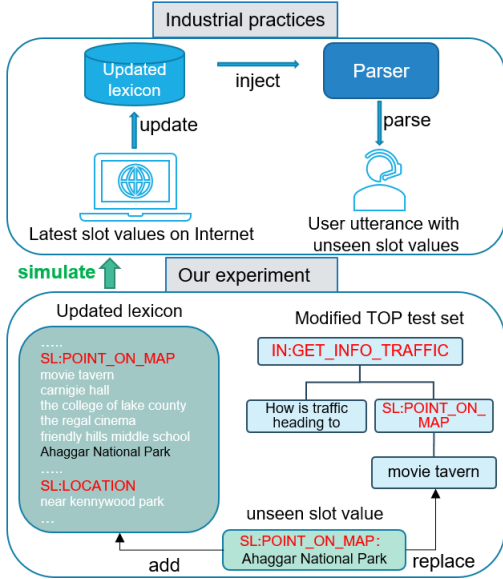 Industrial practices
Updated
lexicon
inject
Parser
update
parse
Latest slot values on Internet
User utterance with
unseen slot values
simulate
Our experiment
Updated lexicon
.....
SL:POINT_ON_MAP
movie tavern
carnigie hall
the college of lake county
the regal cinema
friendly hills middle school
Ahaggar National Park
.....
SL:LOCATION
near kennywood park
...
Modified TOP test set
IN:GET_INFO_TRAFFIC
How is traffic
heading to
SL:POINT_ON_
MAP
movie tavern
unseen slot value
SL:POINT_ON_MAP:
Ahaggar National Park
add
replace